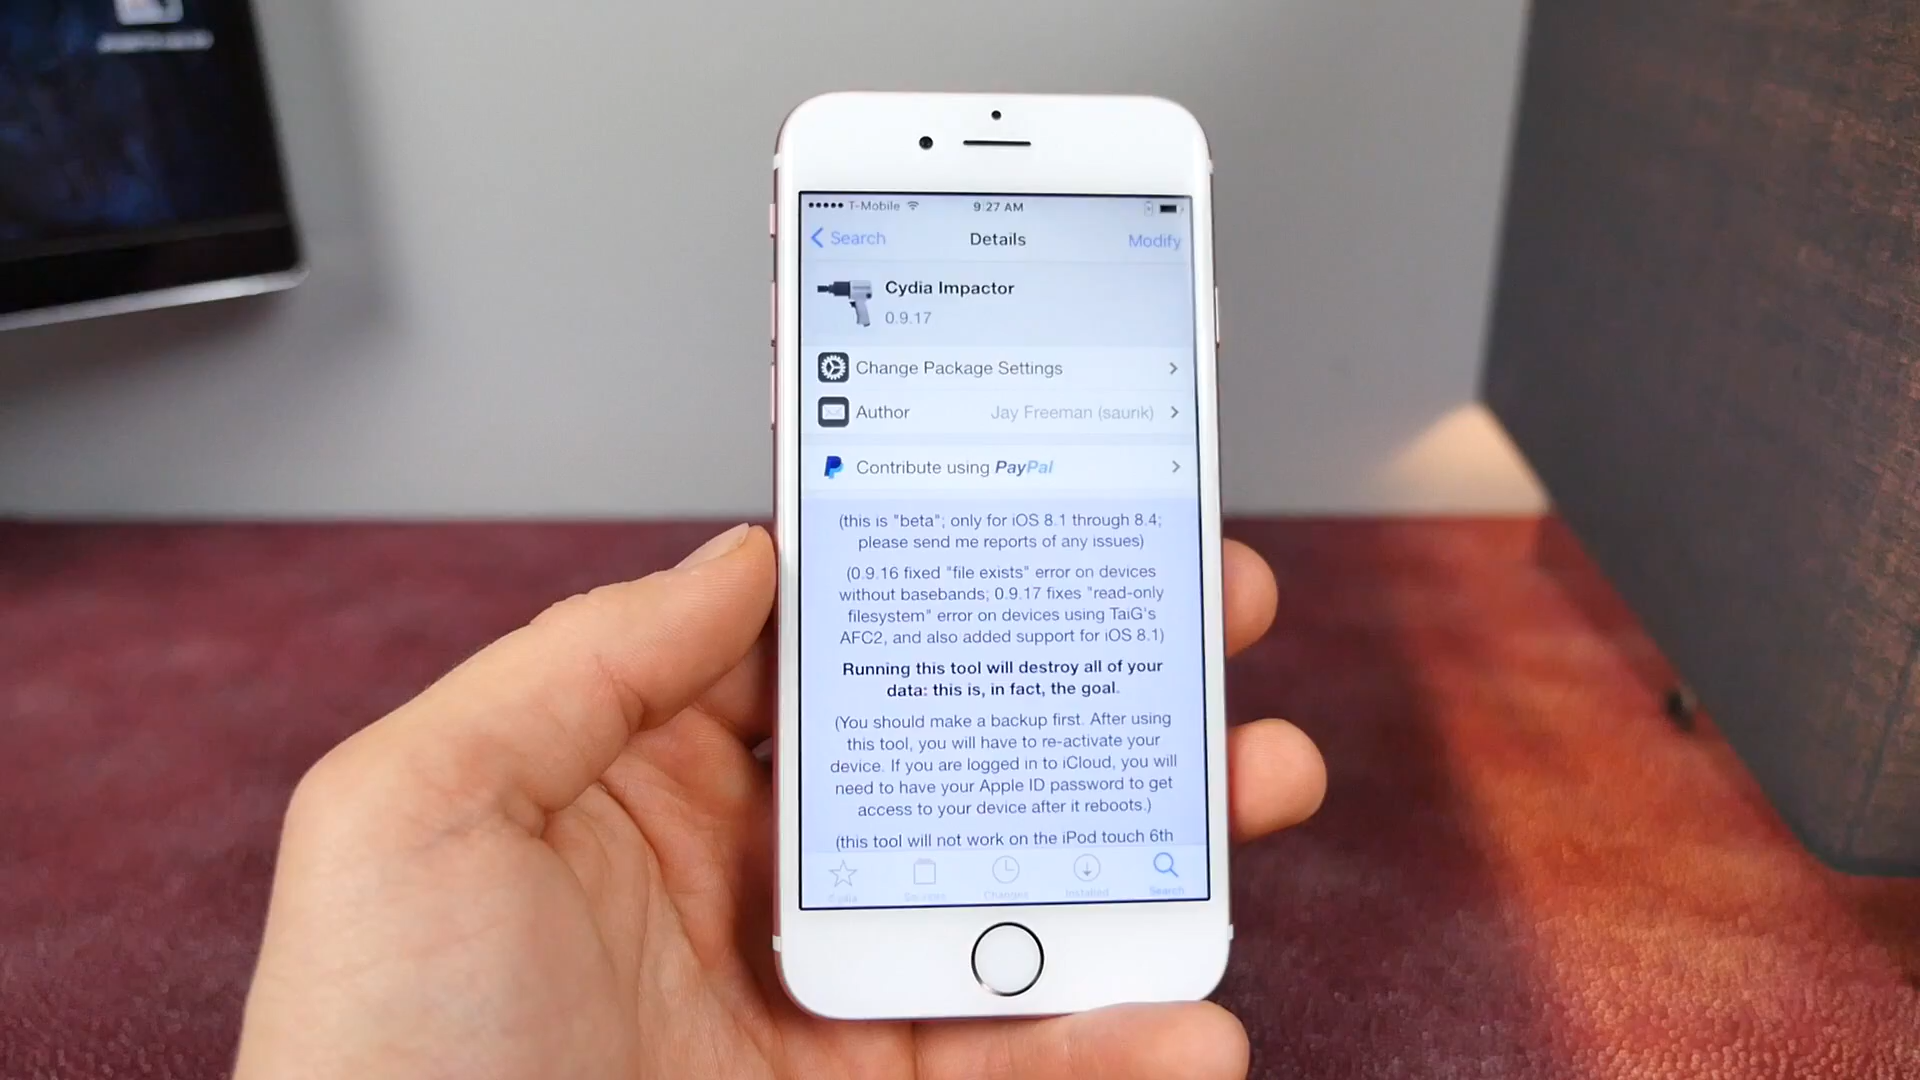 T-Mobile 9:27 AM
Search Details Modify
Cydia Impactor
0.9.17
Change Package Settings
Author Jay Freeman (saurik)
Contribute using PayPal
(this is "beta"; only for iOS 8.1 through 8.4;
please send me reports of any issues)
(0.9.16 fixed "file exists" error on devices
without basebands; 0.9.17 fixes "read-only
filesystem" error on devices using TaiG's
AFC2, and also added support for iOS 8.1)
Running this tool will destroy all of your
data: this is, in fact, the goal.
(You should make a backup first. After using
this tool, you will have to re-activate your
device. If you are logged in to iCloud, you will
need to have your Apple ID password to get
access to your device after it reboots.)
(this tool will not work on the iPod touch 6th
Cydia Sources Changes Installed Search